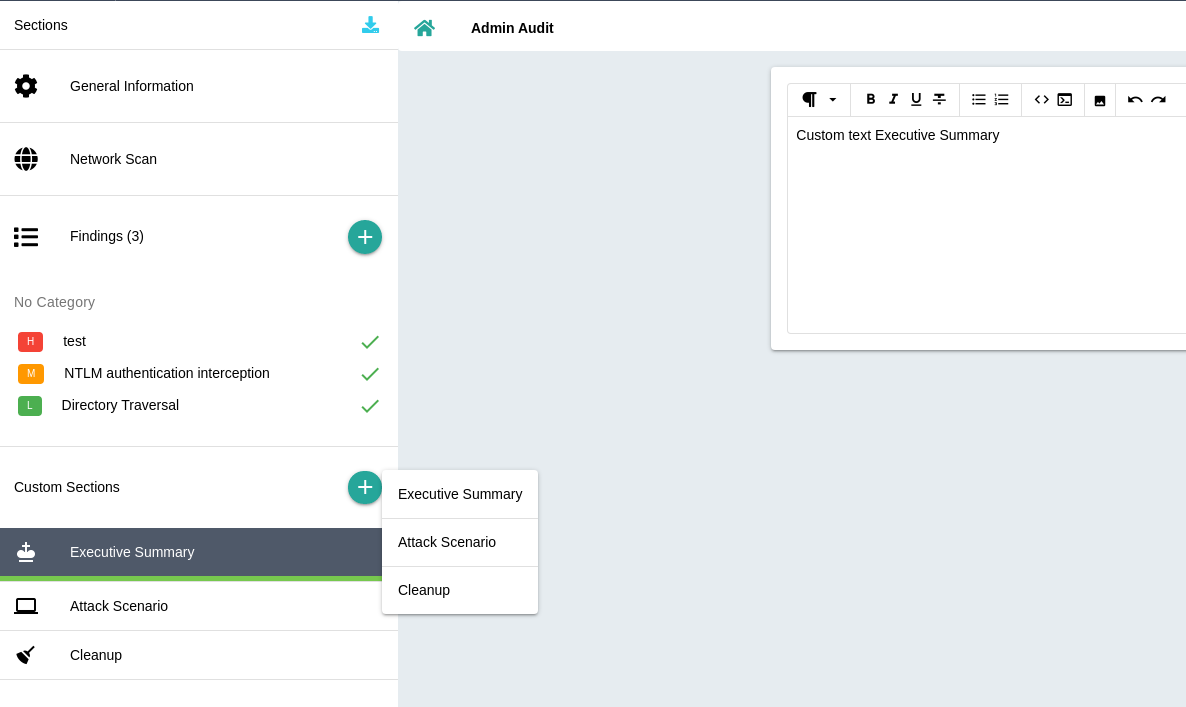 Sections
Admin Audit
General Information
Network Scan
Findings (3)
No Category
H test
M NTLM authentication interception
L Directory Traversal
Custom Sections
Executive Summary
Attack Scenario
Cleanup
Executive Summary
Attack Scenario
Cleanup
B I U S
Custom text Executive Summary